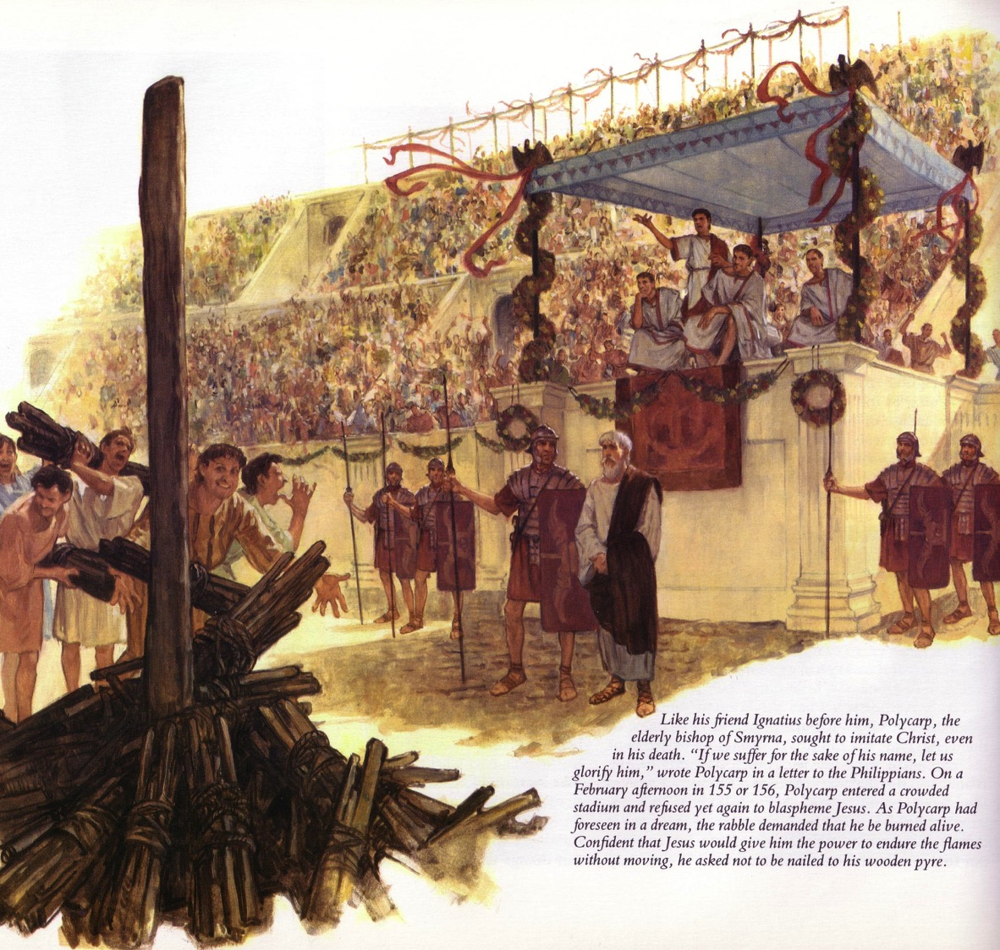 Like his friend Ignatius before him, Polycarp, the
elderly bishop of Smyrna, sought to imitate Christ, even
in his death. “If we suffer for the sake of his name, let us
glorify him,” wrote Polycarp in a letter to the Philippians. On a
February afternoon in 155 or 156, Polycarp entered a crowded
stadium and refused yet again to blaspheme Jesus. As Polycarp had
foreseen in a dream, the rabble demanded that he be burned alive.
Confident that Jesus would give him the power to endure the flames
without moving, he asked not to be nailed to his wooden pyre.